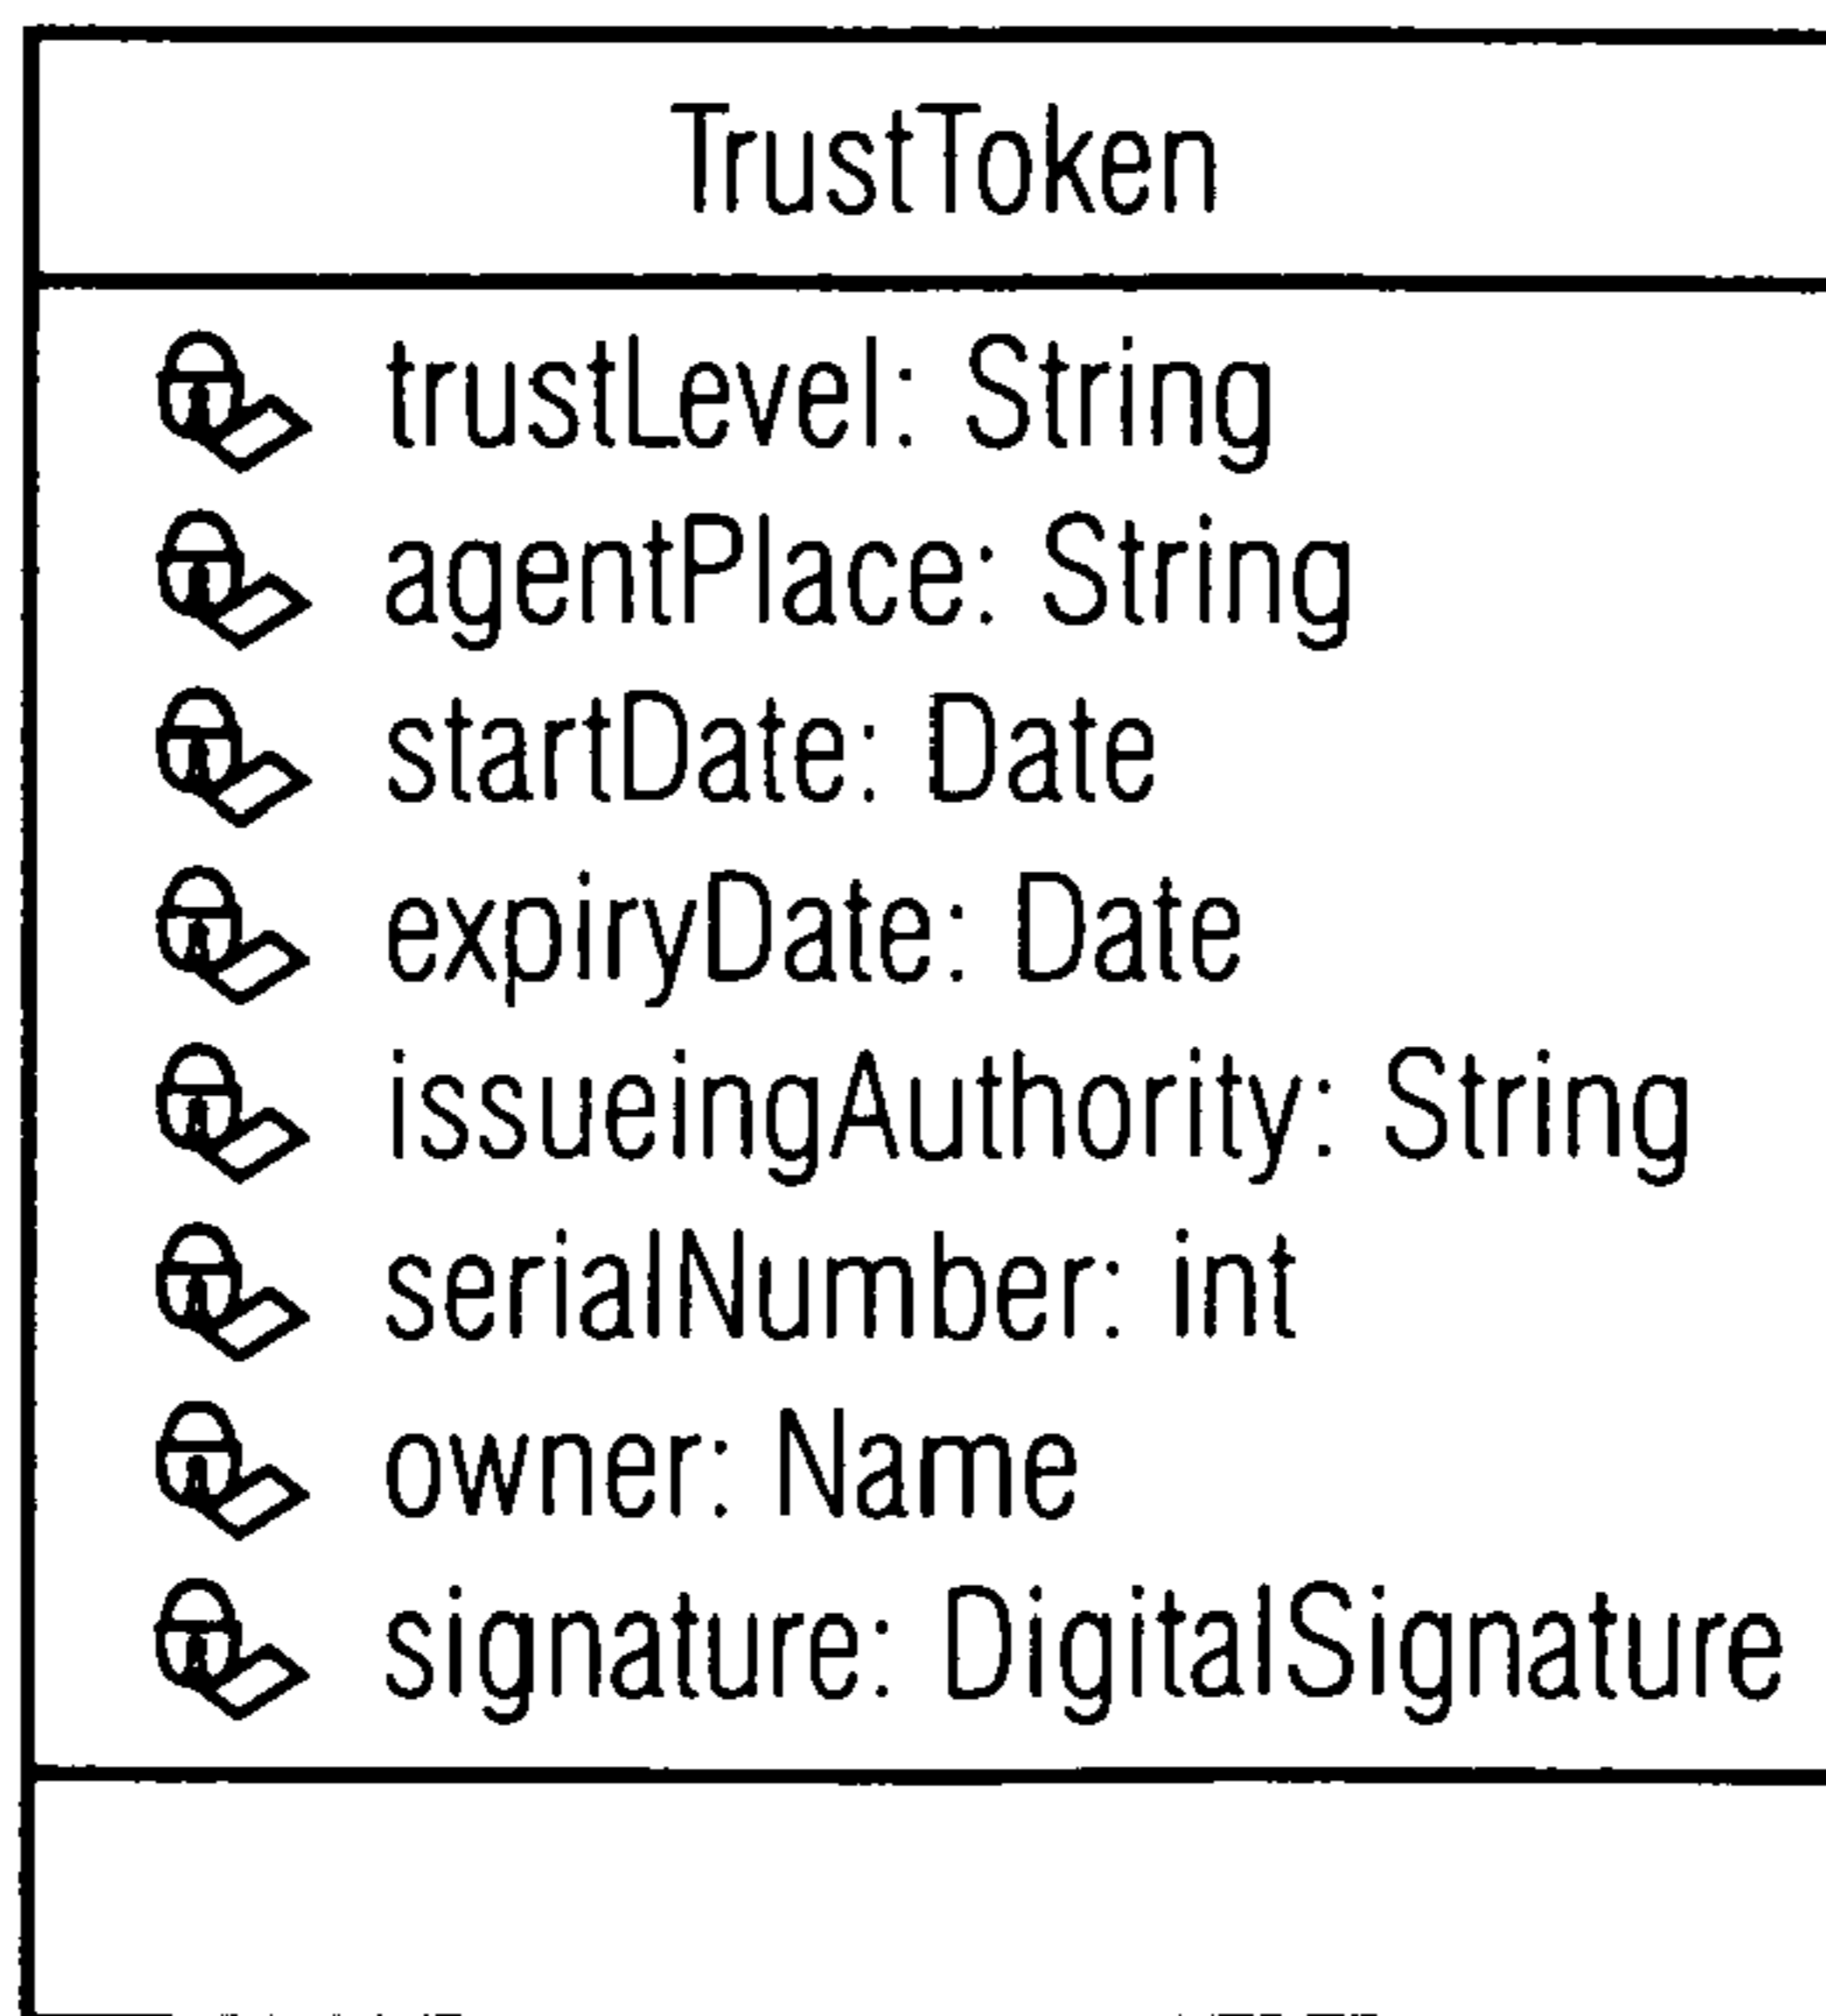 TrustToken
trustLevel: String
agentPlace: String
startDate: Date
expiryDate: Date
issueingAuthority: String
serialNumber: int
owner: Name
signature: DigitalSignature